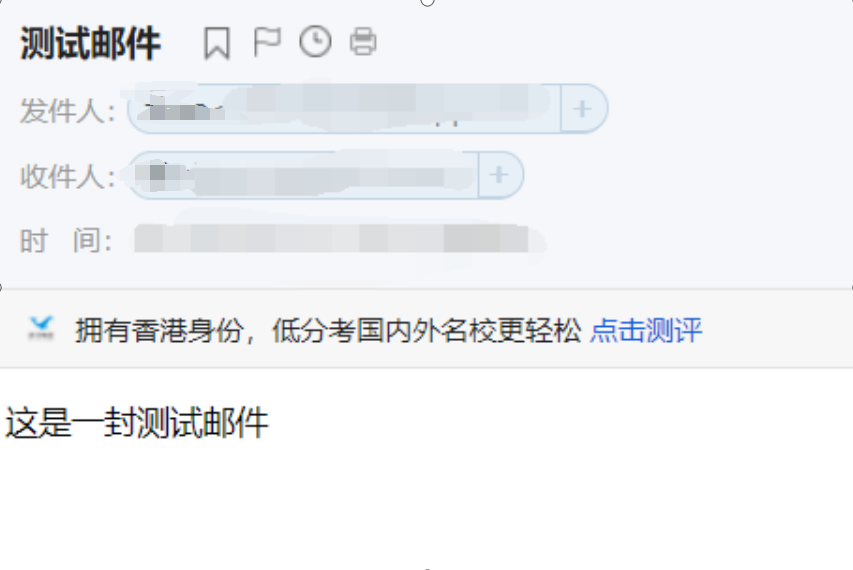 测试邮件
发件人：
收件人：
时 间：
拥有香港身份，低分考国内外名校更轻松 点击测评
这是一封测试邮件